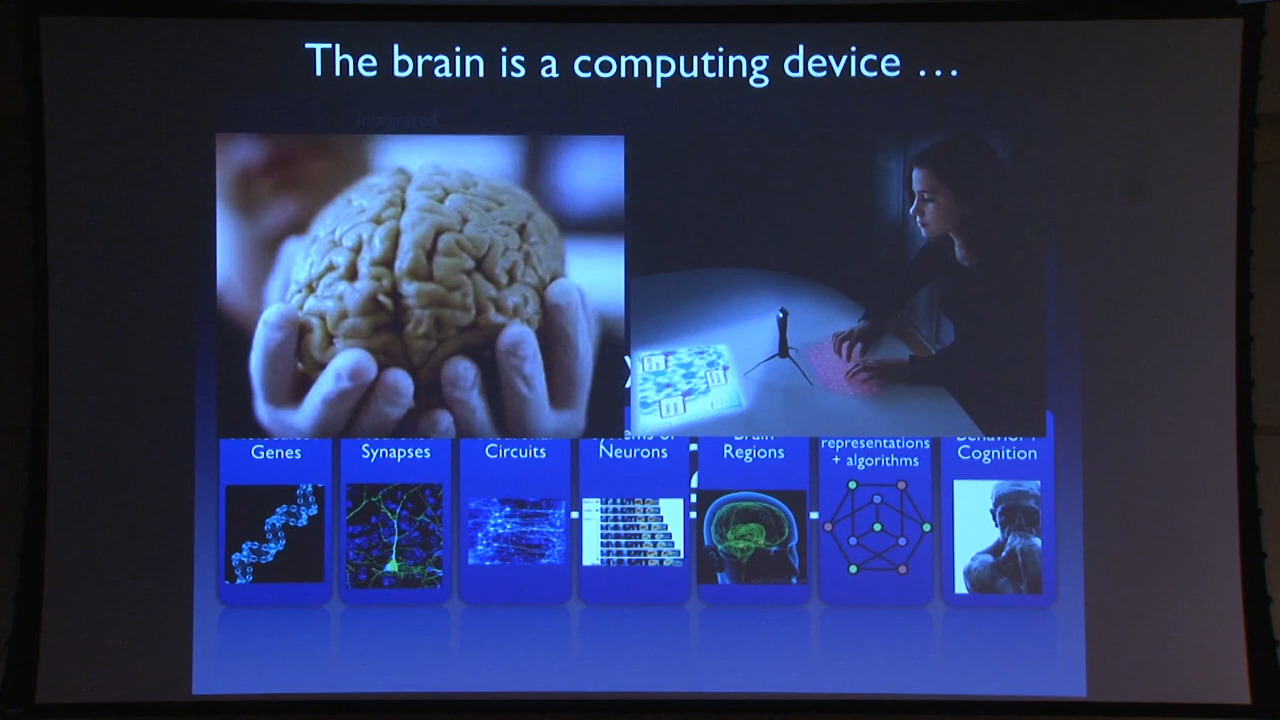 The brain is a computing device …
Integrated
Genes
Synapses
Circuits
Neurons
Brain
Regions
representations
+ algorithms
Behavior /
Cognition